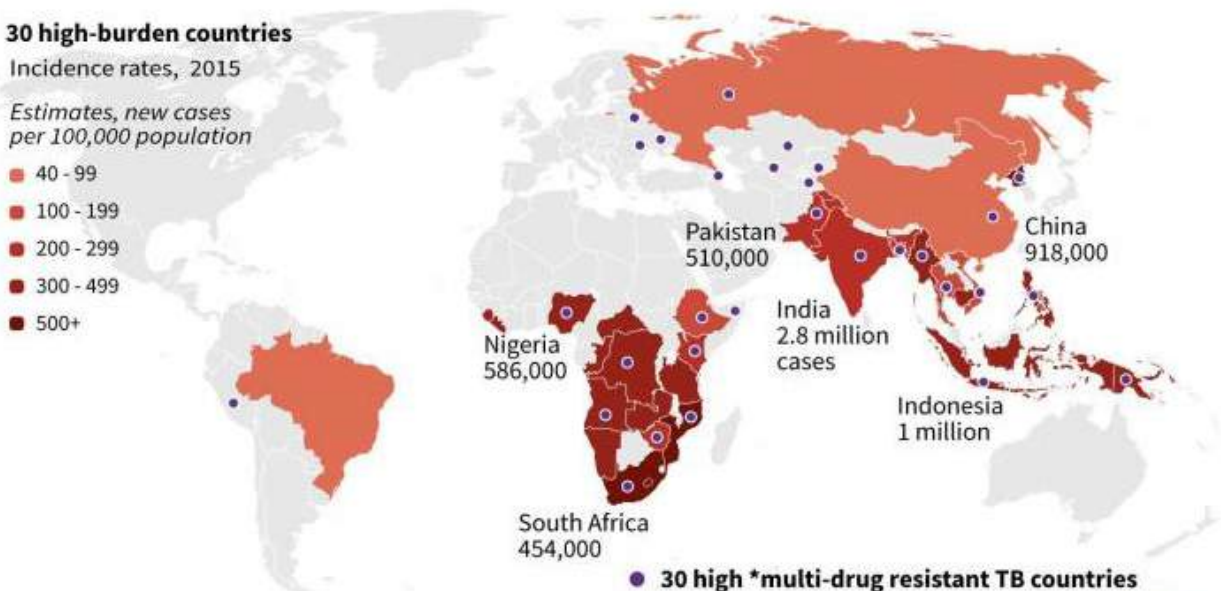 30 high-burden countries
Incidence rates, 2015
Estimates, new cases
per 100,000 population
40 - 99
100 - 199
200 - 299
300 - 499
500+
Pakistan
510,000
China
918,000
India
2.8 million
cases
Nigeria
586,000
Indonesia
1 million
South Africa
454,000
30 high *multi-drug resistant TB countries